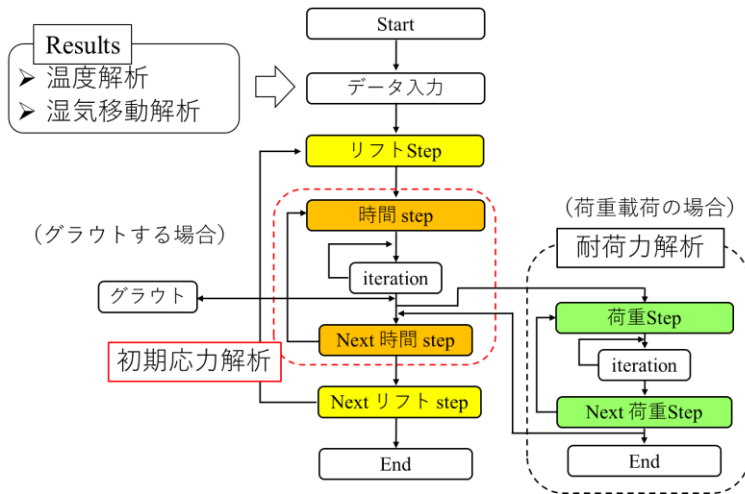 Start
Results
➢ 温度解析
➢ 湿気移動解析
データ入力
リフトStep
時間 step
（グラウトする場合）
（荷重載荷の場合）
耐荷力解析
iteration
グラウト
荷重Step
Next 時間 step
初期応力解析
iteration
Next リフト step
Next 荷重Step
End
End